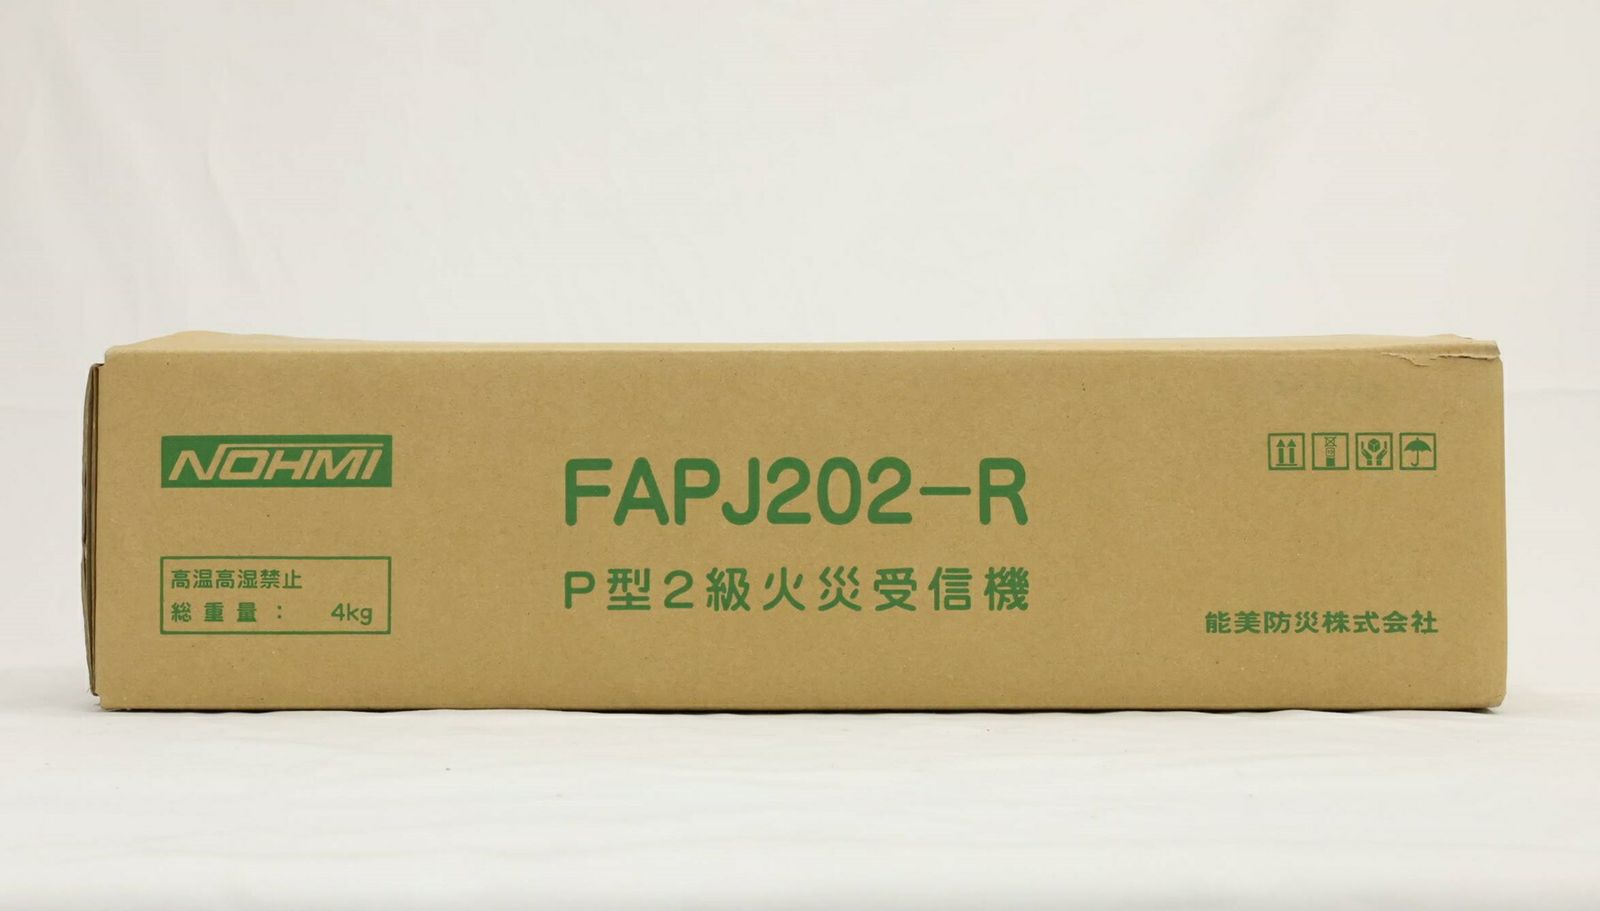 NOHMI
高温高湿禁止
総重量: 4kg
FAPJ202-R
P型2級火災受信機
能美防災株式会社